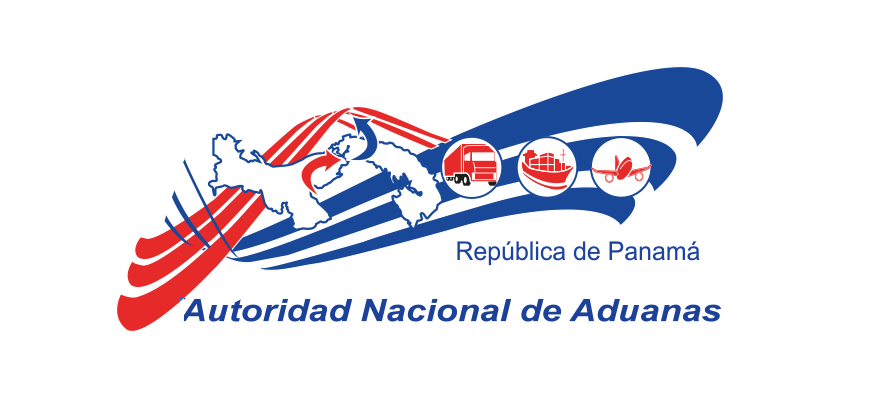 República de Panamá
Autoridad Nacional de Aduanas